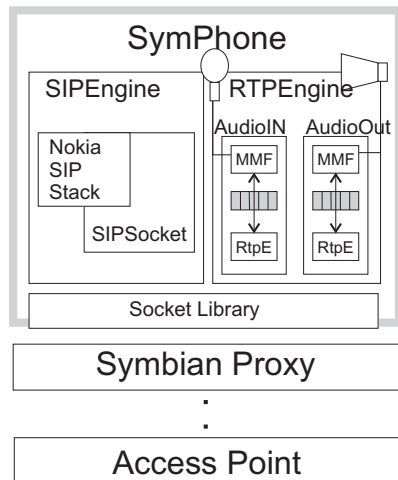 SymPhone
SIPEngine
RTPEngine
Nokia
SIP
Stack
SIPSocket
AudioIN
AudioOut
MMF
MMF
RtpE
RtpE
Socket Library
Symbian Proxy
:
Access Point